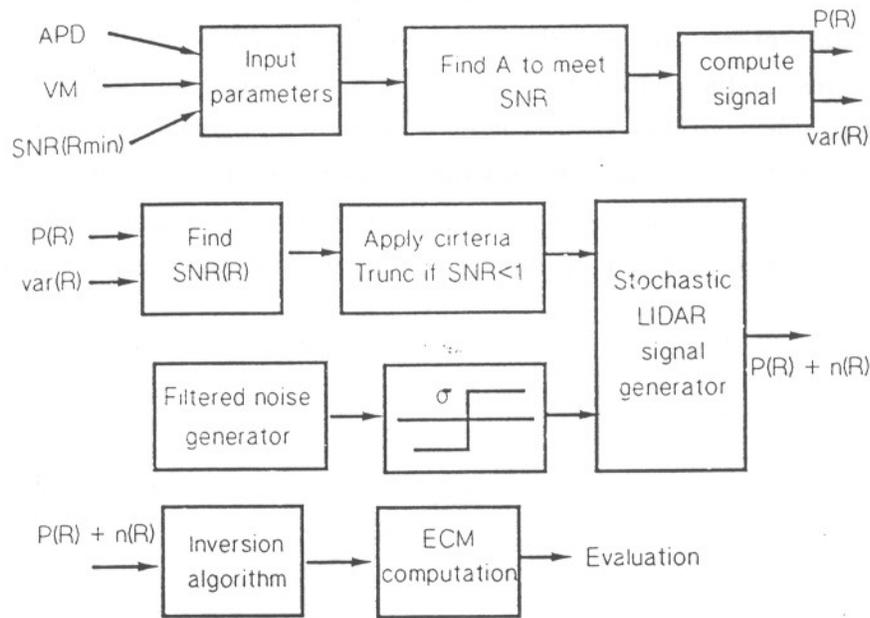 APD
VM
SNR(Rmin)
Input
parameters
Find A to meet
SNR
compute
signal
P(R)
var(R)
P(R)
var(R)
Find
SNR(R)
Apply cirteria
Trunc if SNR<1
Stochastic
LIDAR
signal
generator
P(R) + n(R)
Filtered noise
generator
σ
P(R) + n(R)
Inversion
algorithm
ECM
computation
Evaluation